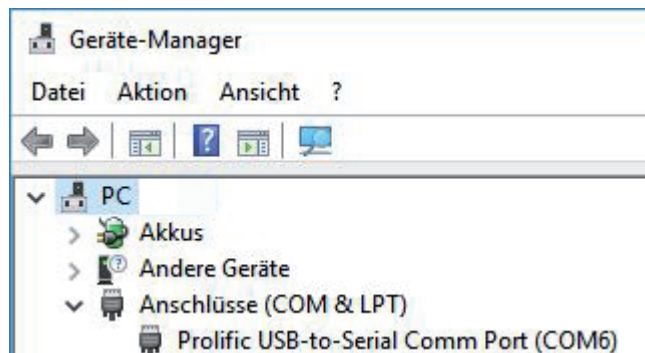 Geräte-Manager
Datei Aktion Ansicht ?
PC
Akkus
Andere Geräte
Anschlüsse (COM & LPT)
Prolific USB-to-Serial Comm Port (COM6)